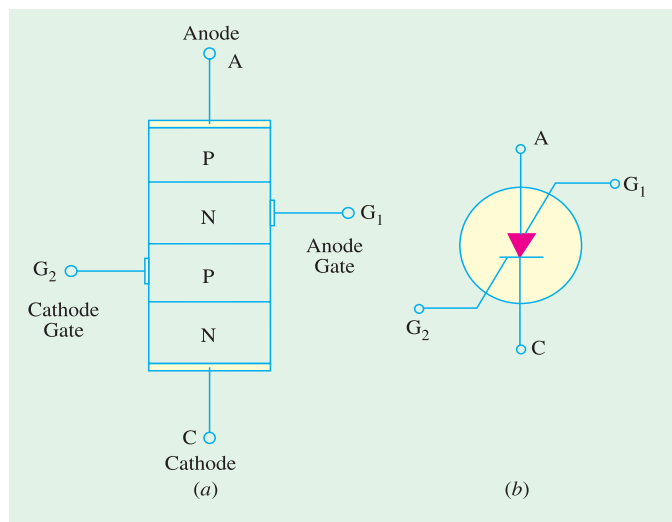 Anode
A
P
N
G₁
Anode
Gate
P
G₂
Cathode
Gate
N
C
Cathode
(a)
A
G₁
G₂
C
(b)